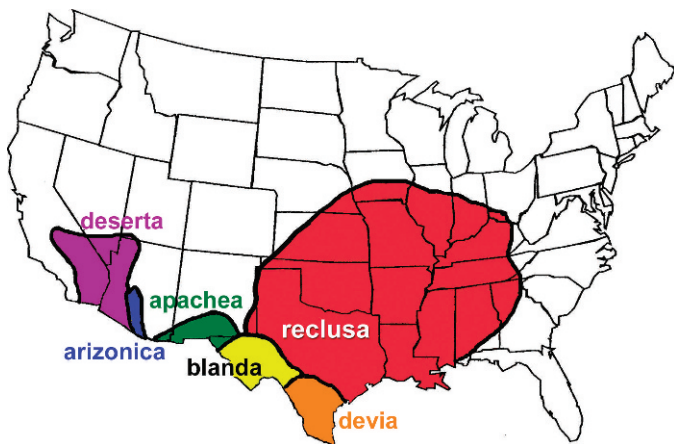 deserta
apachea
reclusa
arizonica
blanda
devia